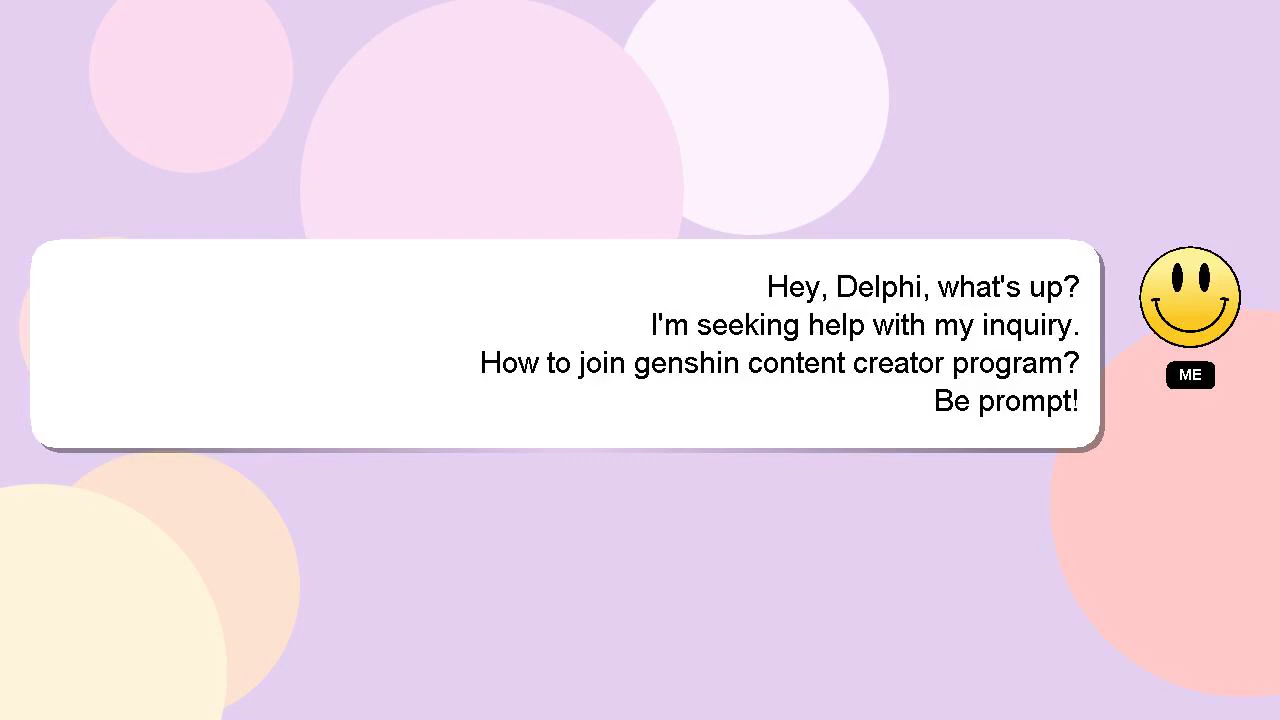 Hey, Delphi, what's up?
I'm seeking help with my inquiry.
How to join genshin content creator program?
Be prompt!
ME